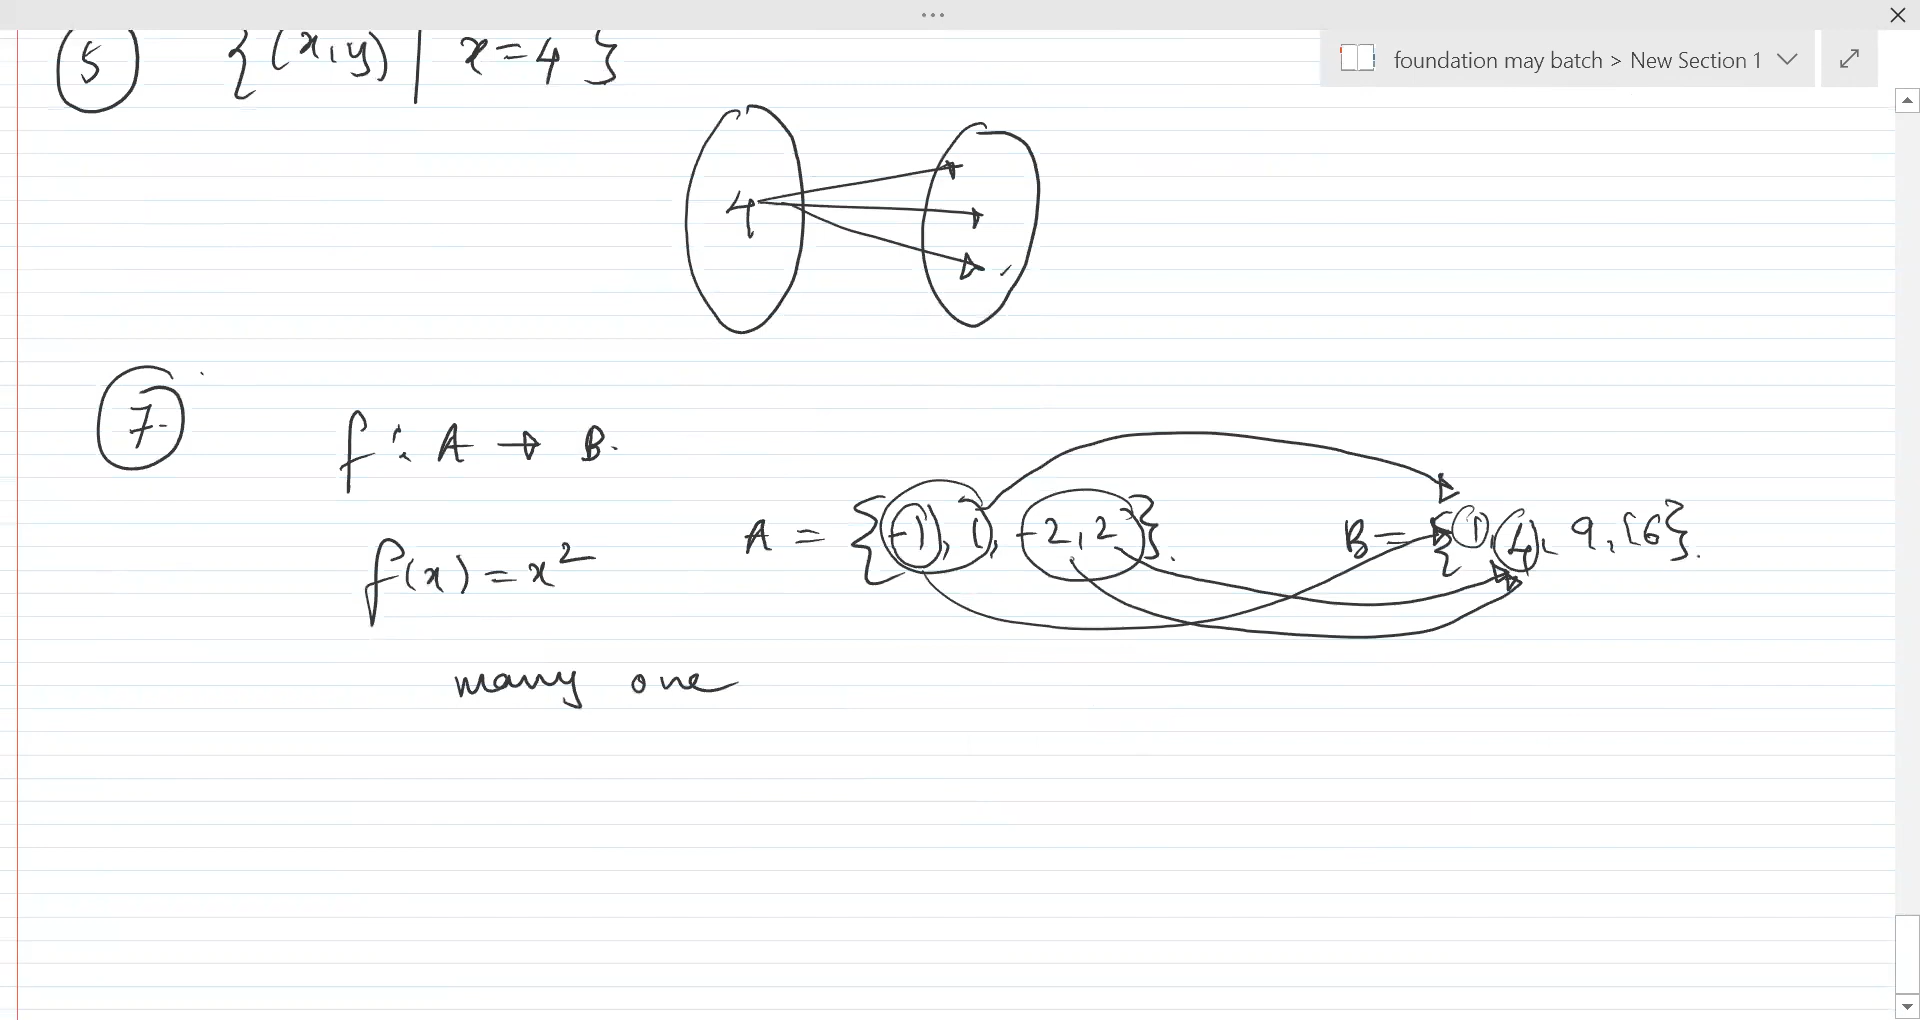 foundation may batch > New Section 1
5 {(x,y) | x=4}
4
7. f : A → B.
A = {-1, 1, -2, 2}. B = {1, 4, 9, 16}.
f(x) = x²
many one